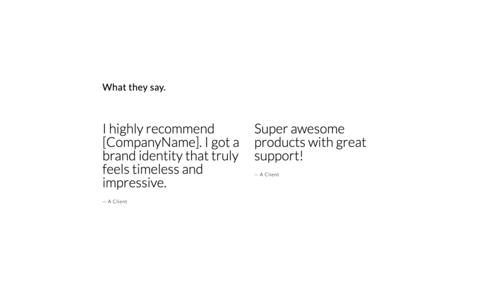 What they say.
I highly recommend
[CompanyName]. I got a
brand identity that truly
feels timeless and
impressive.
— A Client
Super awesome
products with great
support!
— A Client